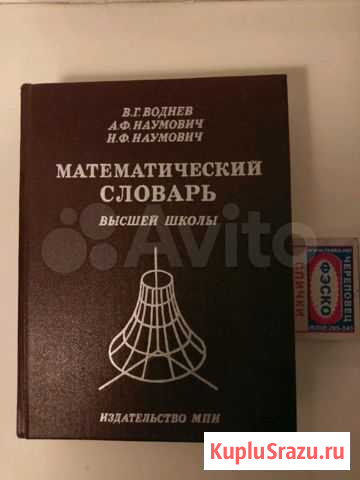 В.Г. ВОДНЕВ
А.Ф. НАУМОВИЧ
Н.Ф. НАУМОВИЧ
МАТЕМАТИЧЕСКИЙ
СЛОВАРЬ
ВЫСШЕЙ ШКОЛЫ
Avito
ИЗДАТЕЛЬСТВО МПИ
ЧЕРЕПОВЕЦ
ФЭСКО
СПИЧКИ
KupluSrazu.ru